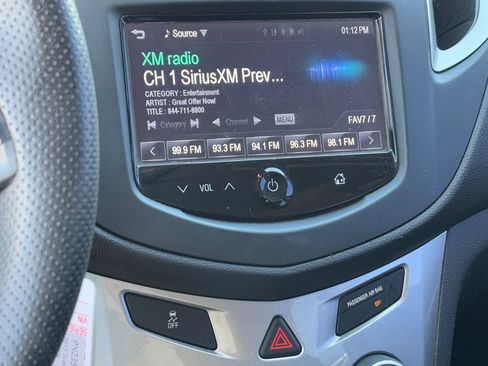 Source
01:12 PM
XM radio
CH 1 SiriusXM Prev...
CATEGORY : Entertainment
ARTIST : Great Offer Now!
TITLE : 844-711-8800
Category
Channel
MENU
FAV7 / 7
99.9 FM 93.3 FM 94.1 FM 96.3 FM 98.1 FM
VOL
OFF
PASSENGER AIR BAG
OFF